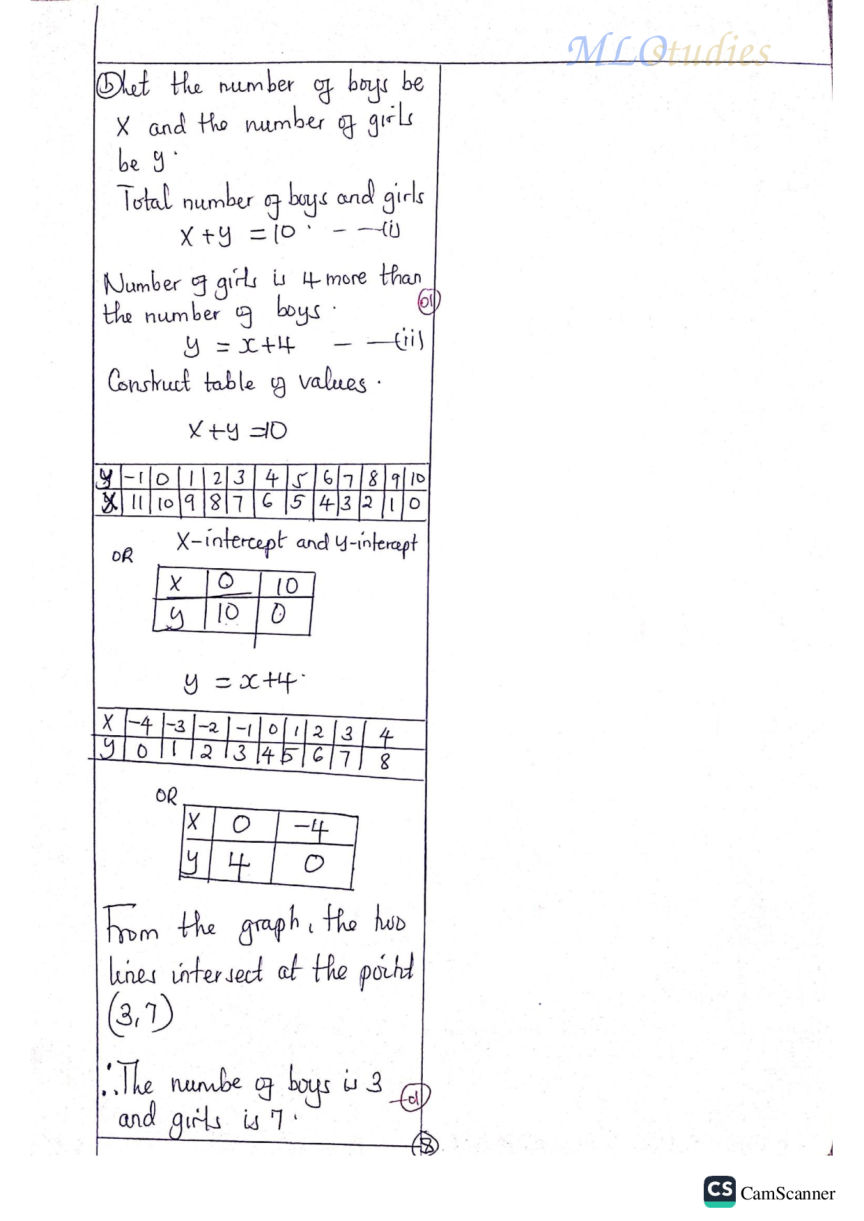 MLOtudies
(b) Let the number of boys be
x and the number of girls
be y.
Total number of boys and girls
x + y = 10. - - (i)
Number of girls is 4 more than
the number of boys.
01
y = x+4 - - (ii)
Construct table of values.
x + y = 10
y -1 0 1 2 3 4 5 6 7 8 9 10
x 11 10 9 8 7 6 5 4 3 2 1 0
OR X-intercept and y-intercept
x 0 10
y 10 0
y = x+4.
x -4 -3 -2 -1 0 1 2 3 4
y 0 1 2 3 4 5 6 7 8
OR
x 0 -4
y 4 0
From the graph, the two
lines intersect at the point
(3,7)
∴ The numbe of boys is 3
and girls is 7.
01
8
CS CamScanner